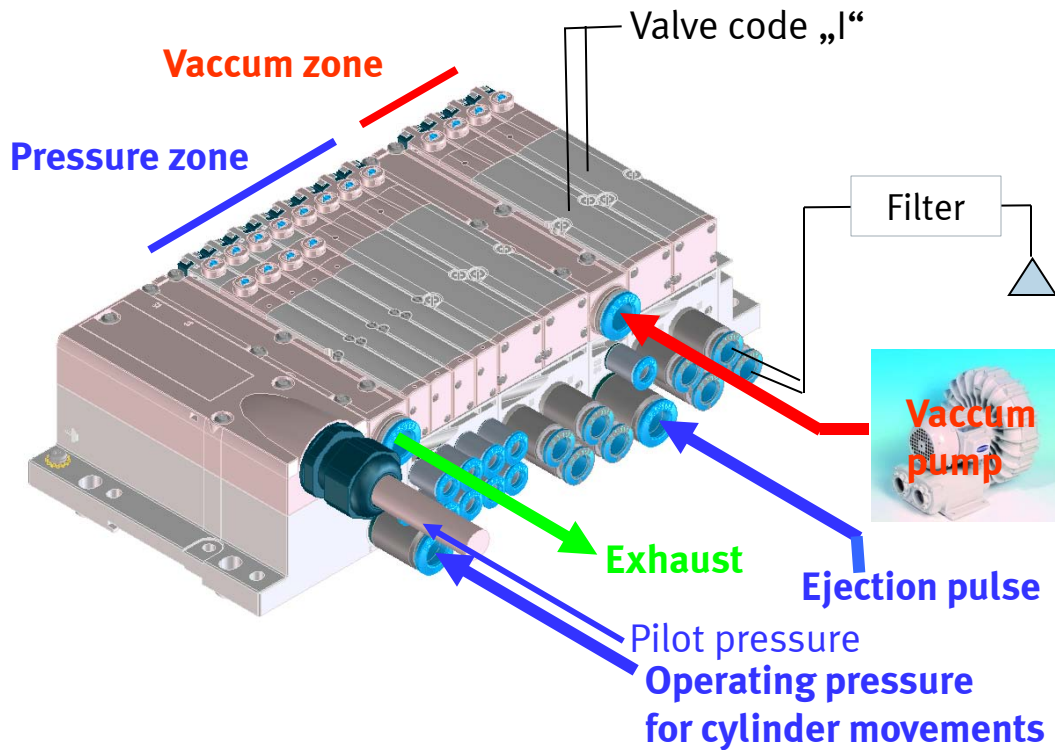 Valve code „I“
Vaccum zone
Pressure zone
Filter
Vaccum
pump
Exhaust
Ejection pulse
Pilot pressure
Operating pressure
for cylinder movements